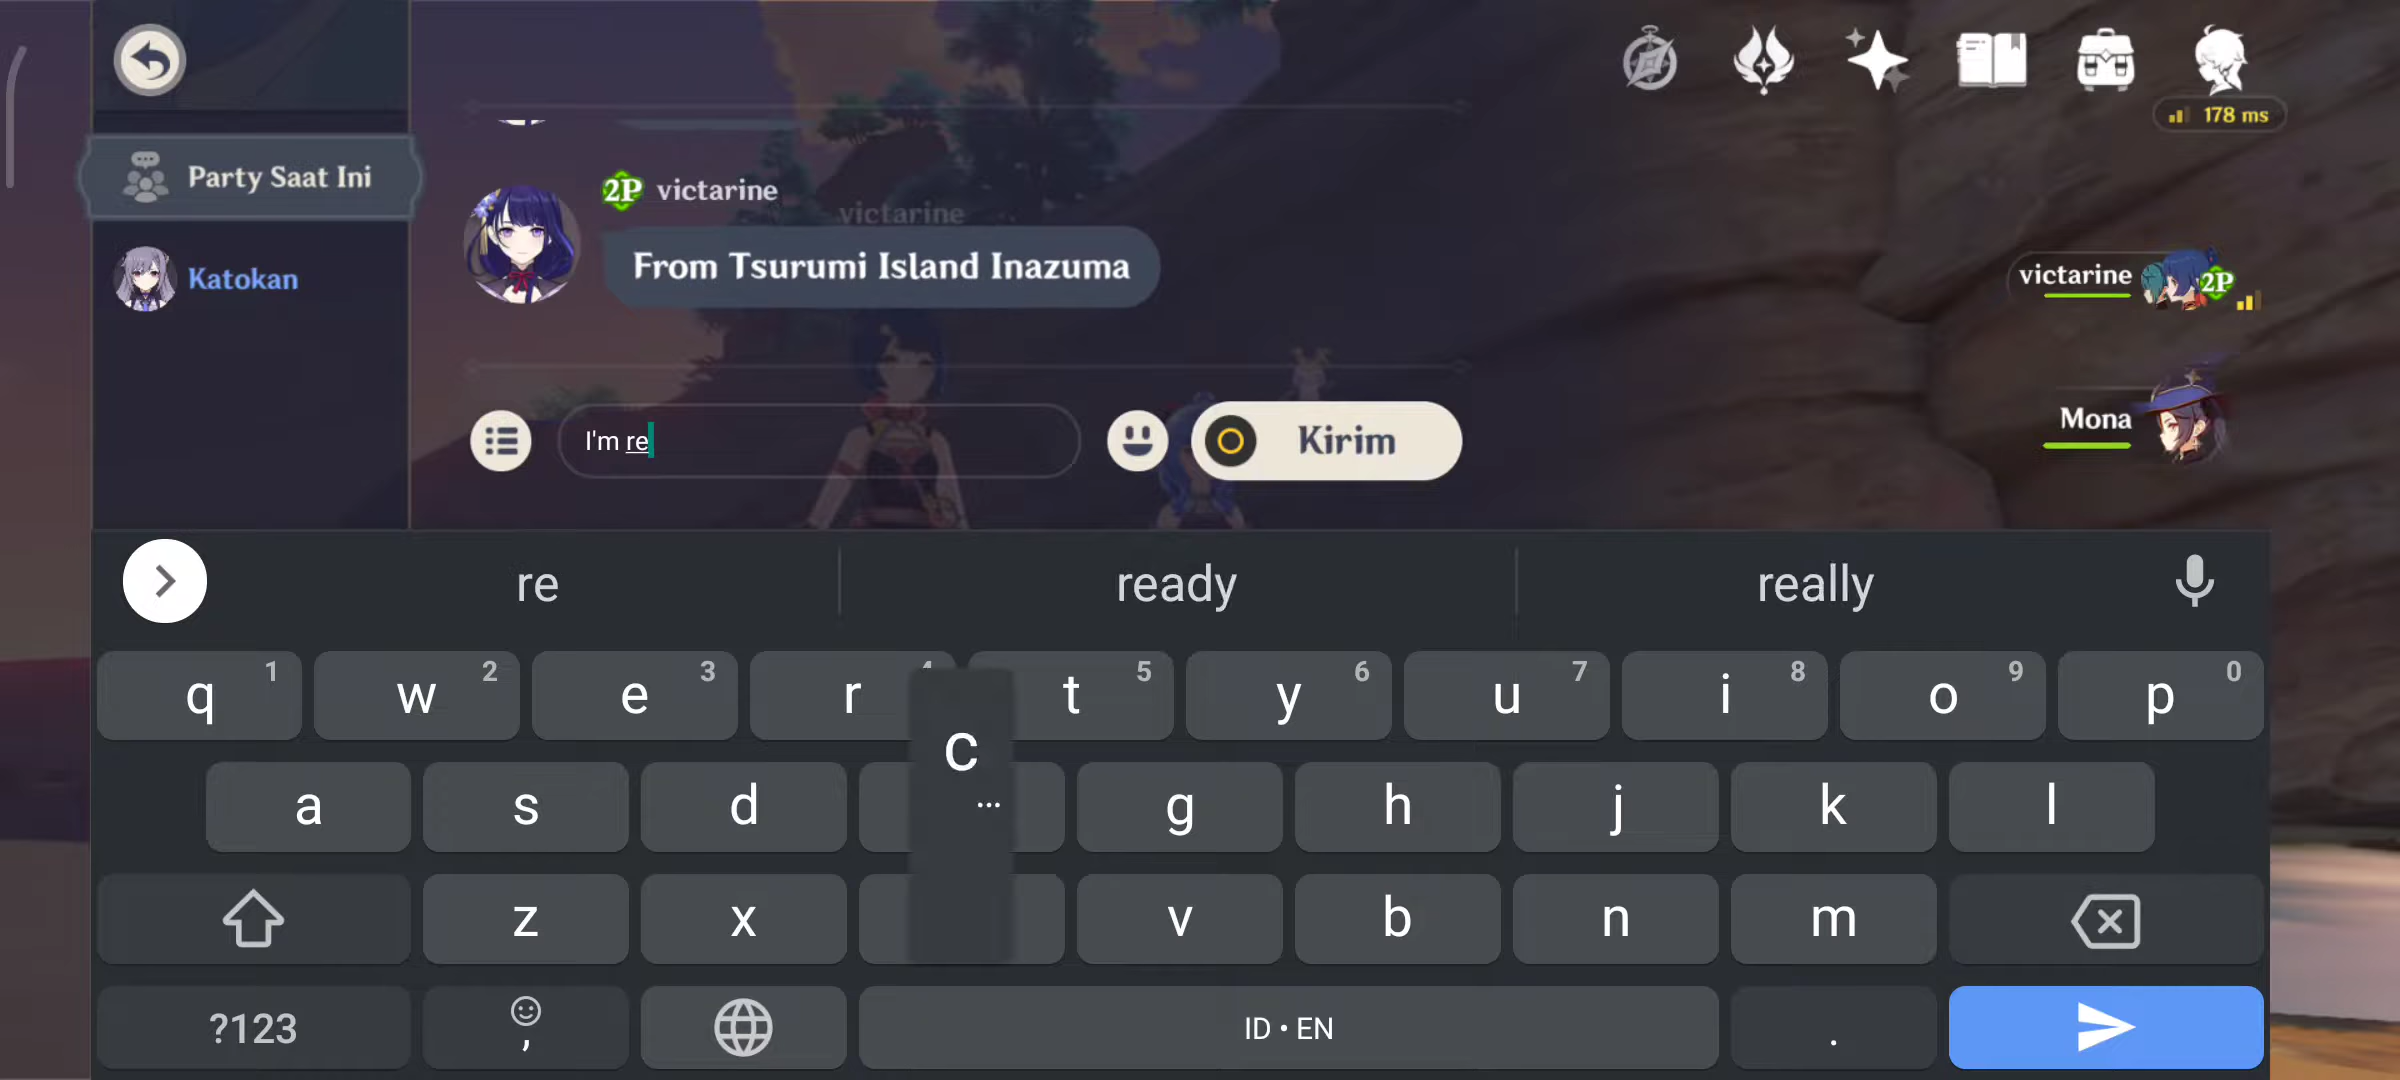 178 ms
Party Saat Ini
2P victarine
victarine
From Tsurumi Island Inazuma
victarine 2P
Katokan
Mona
I'm re
Kirim
re ready really
q 1 w 2 e 3 r 4 t 5 y 6 u 7 i 8 o 9 p 0
c
...
a s d g h j k l
z x v b n m
?123 , ID • EN .